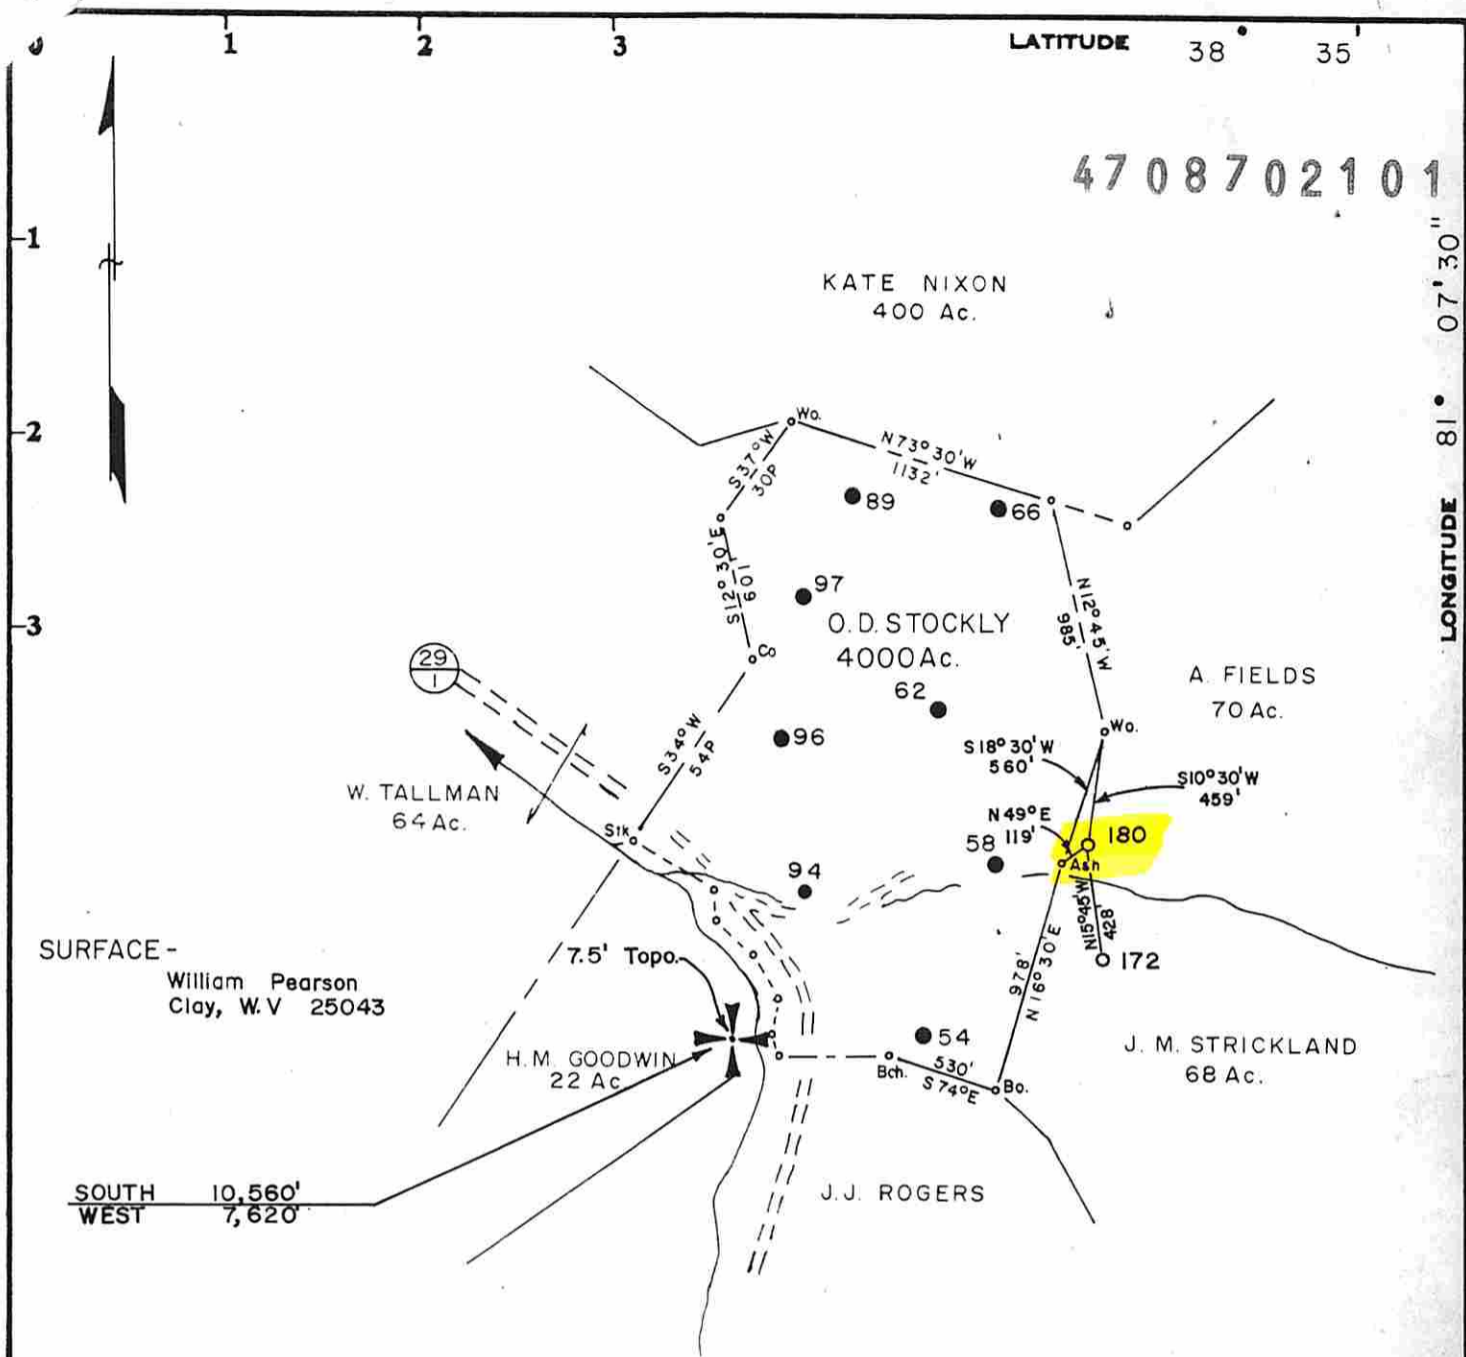 1 2 3 LATITUDE 38° 35'
4708702101
1
2
3
LONGITUDE 81° 07' 30"
KATE NIXON
400 Ac.
Wo.
N73°30'W
1132'
S37°W
30P
89
66
S12°30'E
601'
97
O.D. STOCKLY
4000 Ac.
62
N12°45'W
985'
Co
29
1
A. FIELDS
70 Ac.
96
Wo.
S34°W
54P
S18°30'W
560'
S10°30'W
459'
W. TALLMAN
64 Ac.
N49°E
119'
Stk
58
180
Ash
94
N15°45'W
428'
172
SURFACE -
William Pearson
Clay, W.V 25043
7.5' Topo.
978'
N16°30'E
54
H.M. GOODWIN
22 Ac
Bch.
530'
S74°E
Bo.
J. M. STRICKLAND
68 Ac.
SOUTH 10,560'
WEST 7,620'
J.J. ROGERS